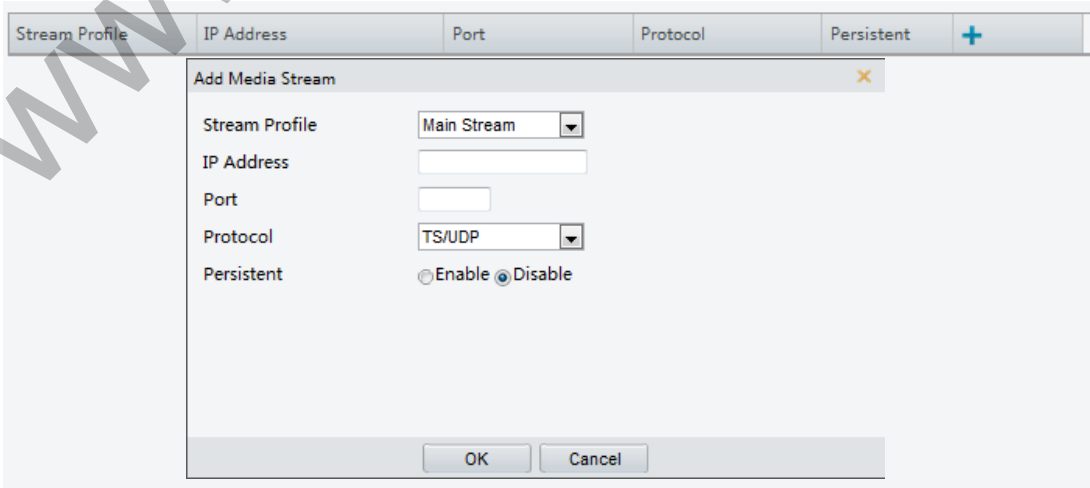 Stream Profile IP Address Port Protocol Persistent +
Add Media Stream ×
Stream Profile Main Stream
IP Address
Port
Protocol TS/UDP
Persistent Enable Disable
OK Cancel